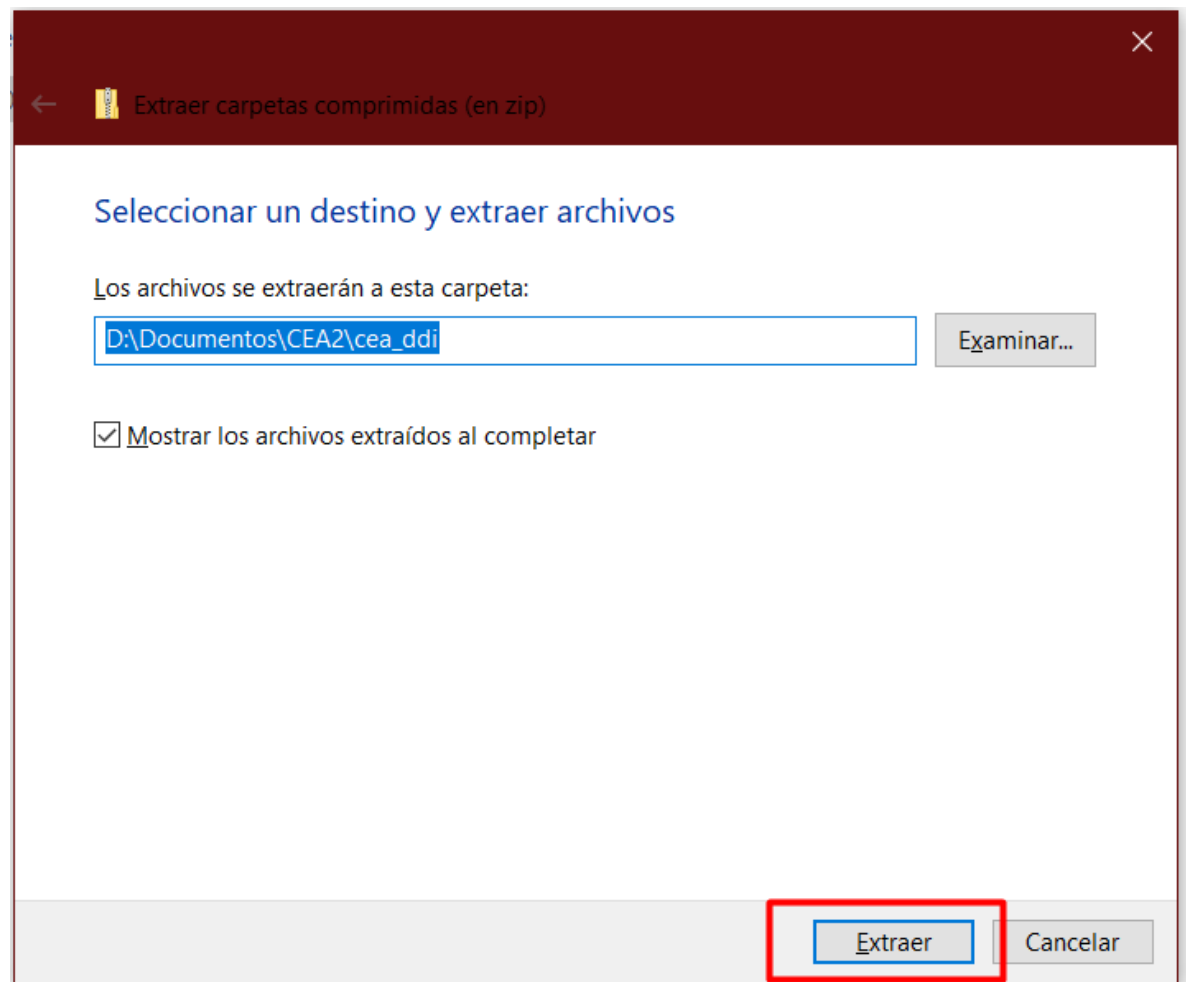 Extraer carpetas comprimidas (en zip)
Seleccionar un destino y extraer archivos
Los archivos se extraerán a esta carpeta:
D:\Documentos\CEA2\cea_ddi
Examinar...
Mostrar los archivos extraídos al completar
Extraer
Cancelar